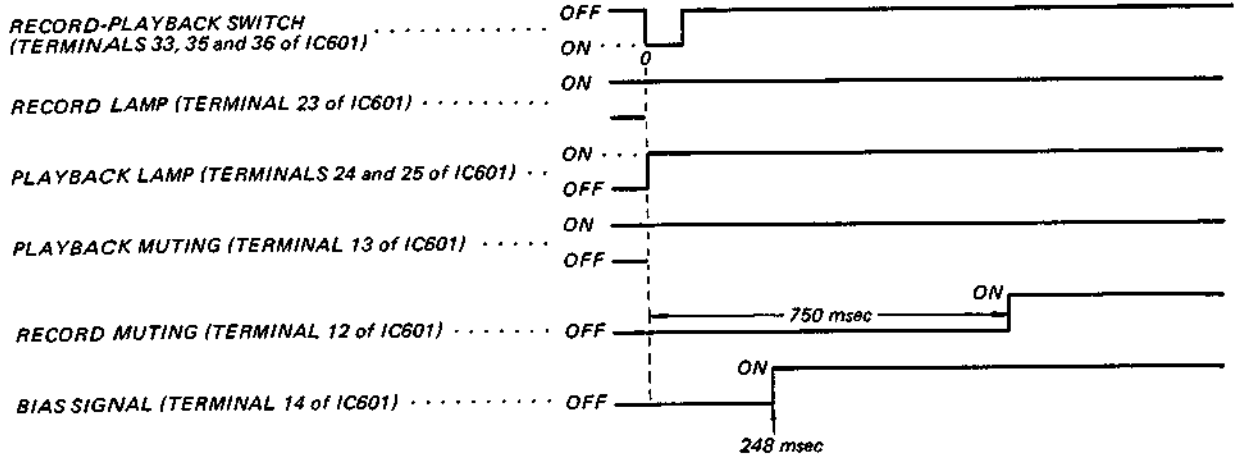 RECORD-PLAYBACK SWITCH
(TERMINALS 33, 35 and 36 of IC601)
OFF
ON
0
RECORD LAMP (TERMINAL 23 of IC601)
ON
PLAYBACK LAMP (TERMINALS 24 and 25 of IC601)
ON
OFF
PLAYBACK MUTING (TERMINAL 13 of IC601)
ON
OFF
RECORD MUTING (TERMINAL 12 of IC601)
ON
OFF
750 msec
BIAS SIGNAL (TERMINAL 14 of IC601)
ON
OFF
248 msec